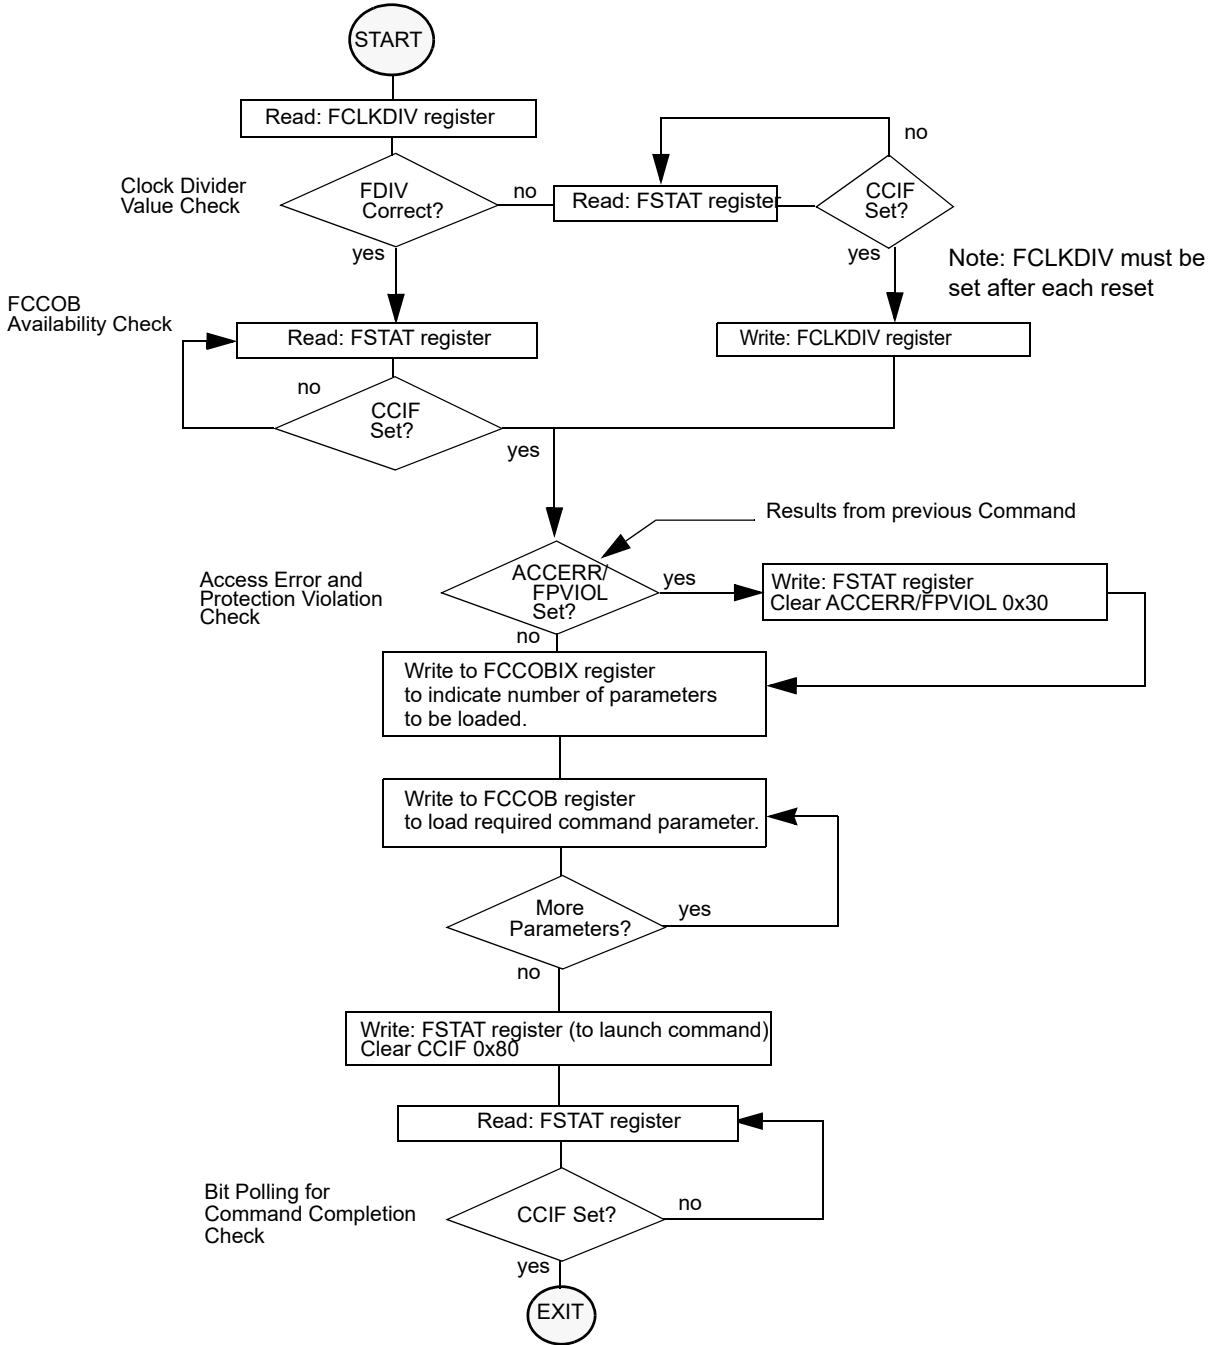 START
Read: FCLKDIV register
no
Clock Divider
Value Check
FDIV
Correct?
no
Read: FSTAT register
CCIF
Set?
yes
yes
Note: FCLKDIV must be
set after each reset
FCCOB
Availability Check
Read: FSTAT register
Write: FCLKDIV register
no
CCIF
Set?
yes
Results from previous Command
Access Error and
Protection Violation
Check
ACCERR/
FPVIOL
Set?
yes
Write: FSTAT register
Clear ACCERR/FPVIOL 0x30
no
Write to FCCOBIX register
to indicate number of parameters
to be loaded.
Write to FCCOB register
to load required command parameter.
More
Parameters?
yes
no
Write: FSTAT register (to launch command)
Clear CCIF 0x80
Read: FSTAT register
Bit Polling for
Command Completion
Check
CCIF Set?
no
yes
EXIT